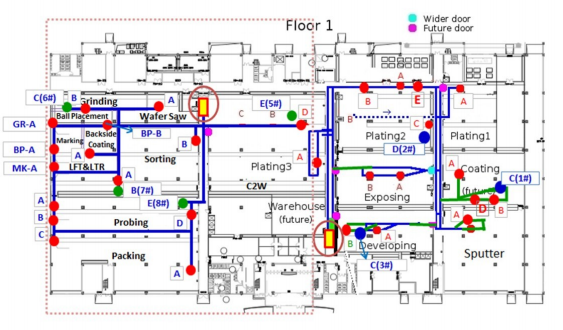 Floor 1
Wider door
Future door
C(6#)
B
Grinding
A
E(5#)
Ball Placement
WaferSaw
C
B
D
A
B
E
A
GR-A
Backside
Coating
BP-B
B
C
Marking
Plating2
Plating1
BP-A
A
Sorting
D(2#)
MK-A
LFT&LTR
Plating3
A
A
Coating
A
B(7#)
C2W
B
A
(future)
C(1#)
A
E(8#)
Warehouse
(future)
Exposing
D
B
B
Probing
D
A
C
B
A
Developing
Packing
A
C(3#)
Sputter